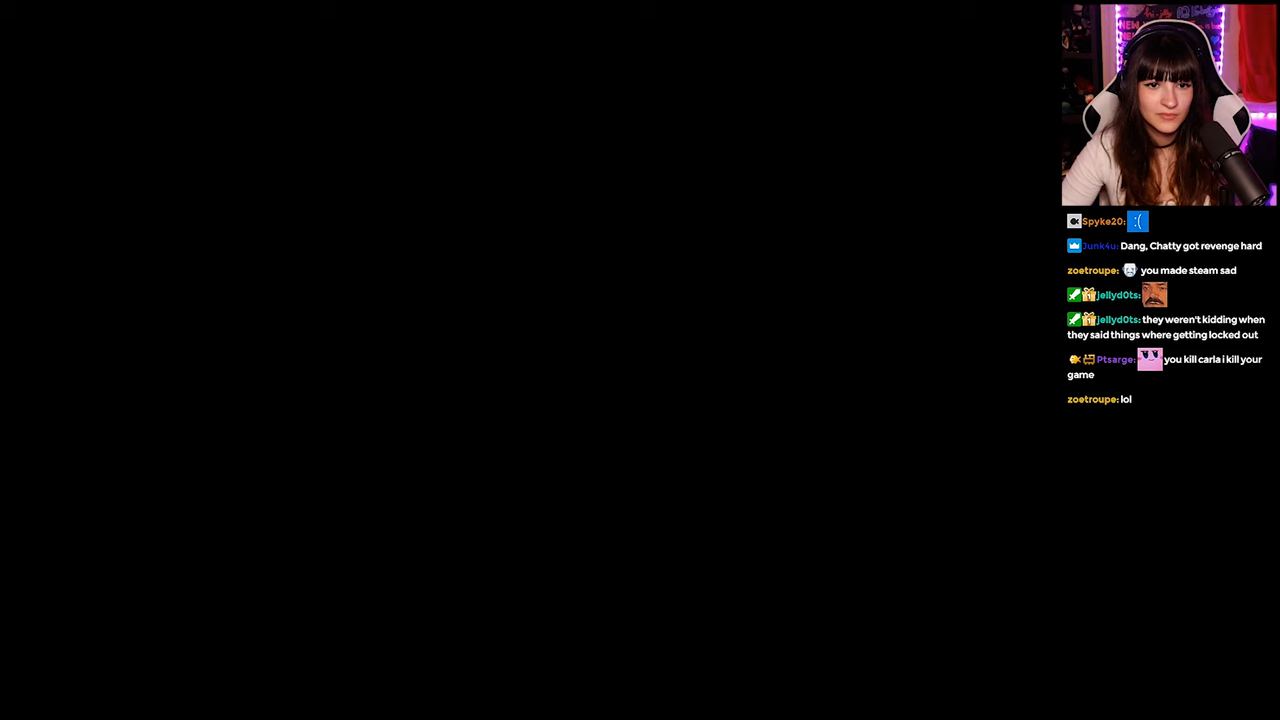 Spyke20: :(
Junk4u: Dang, Chatty got revenge hard
zoetroupe: you made steam sad
jellyd0ts:
jellyd0ts: they weren't kidding when
they said things where getting locked out
Ptsarge: you kill carla i kill your
game
zoetroupe: lol